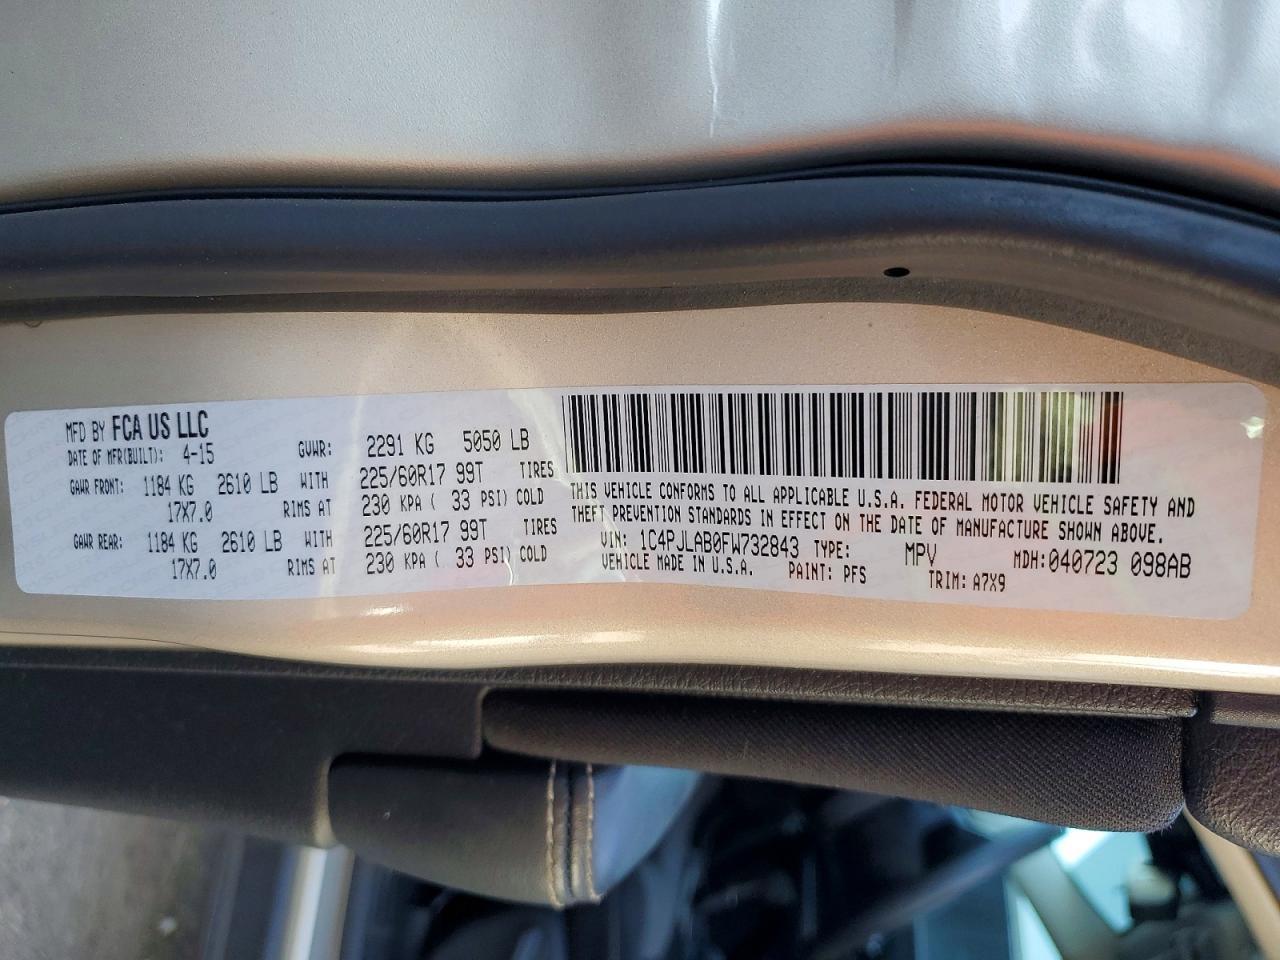 MFD BY FCA US LLC
DATE OF MFR(BUILT): 4-15 GVWR: 2291 KG 5050 LB
GAWR FRONT: 1184 KG 2610 LB WITH 225/60R17 99T TIRES
17X7.0 RIMS AT 230 KPA ( 33 PSI) COLD
GAWR REAR: 1184 KG 2610 LB WITH 225/60R17 99T TIRES
17X7.0 RIMS AT 230 KPA ( 33 PSI) COLD
THIS VEHICLE CONFORMS TO ALL APPLICABLE U.S.A. FEDERAL MOTOR VEHICLE SAFETY AND
THEFT PREVENTION STANDARDS IN EFFECT ON THE DATE OF MANUFACTURE SHOWN ABOVE.
VIN: 1C4PJLAB0FW732843 TYPE: MPV MDH:040723 098AB
VEHICLE MADE IN U.S.A. PAINT: PFS TRIM: A7X9